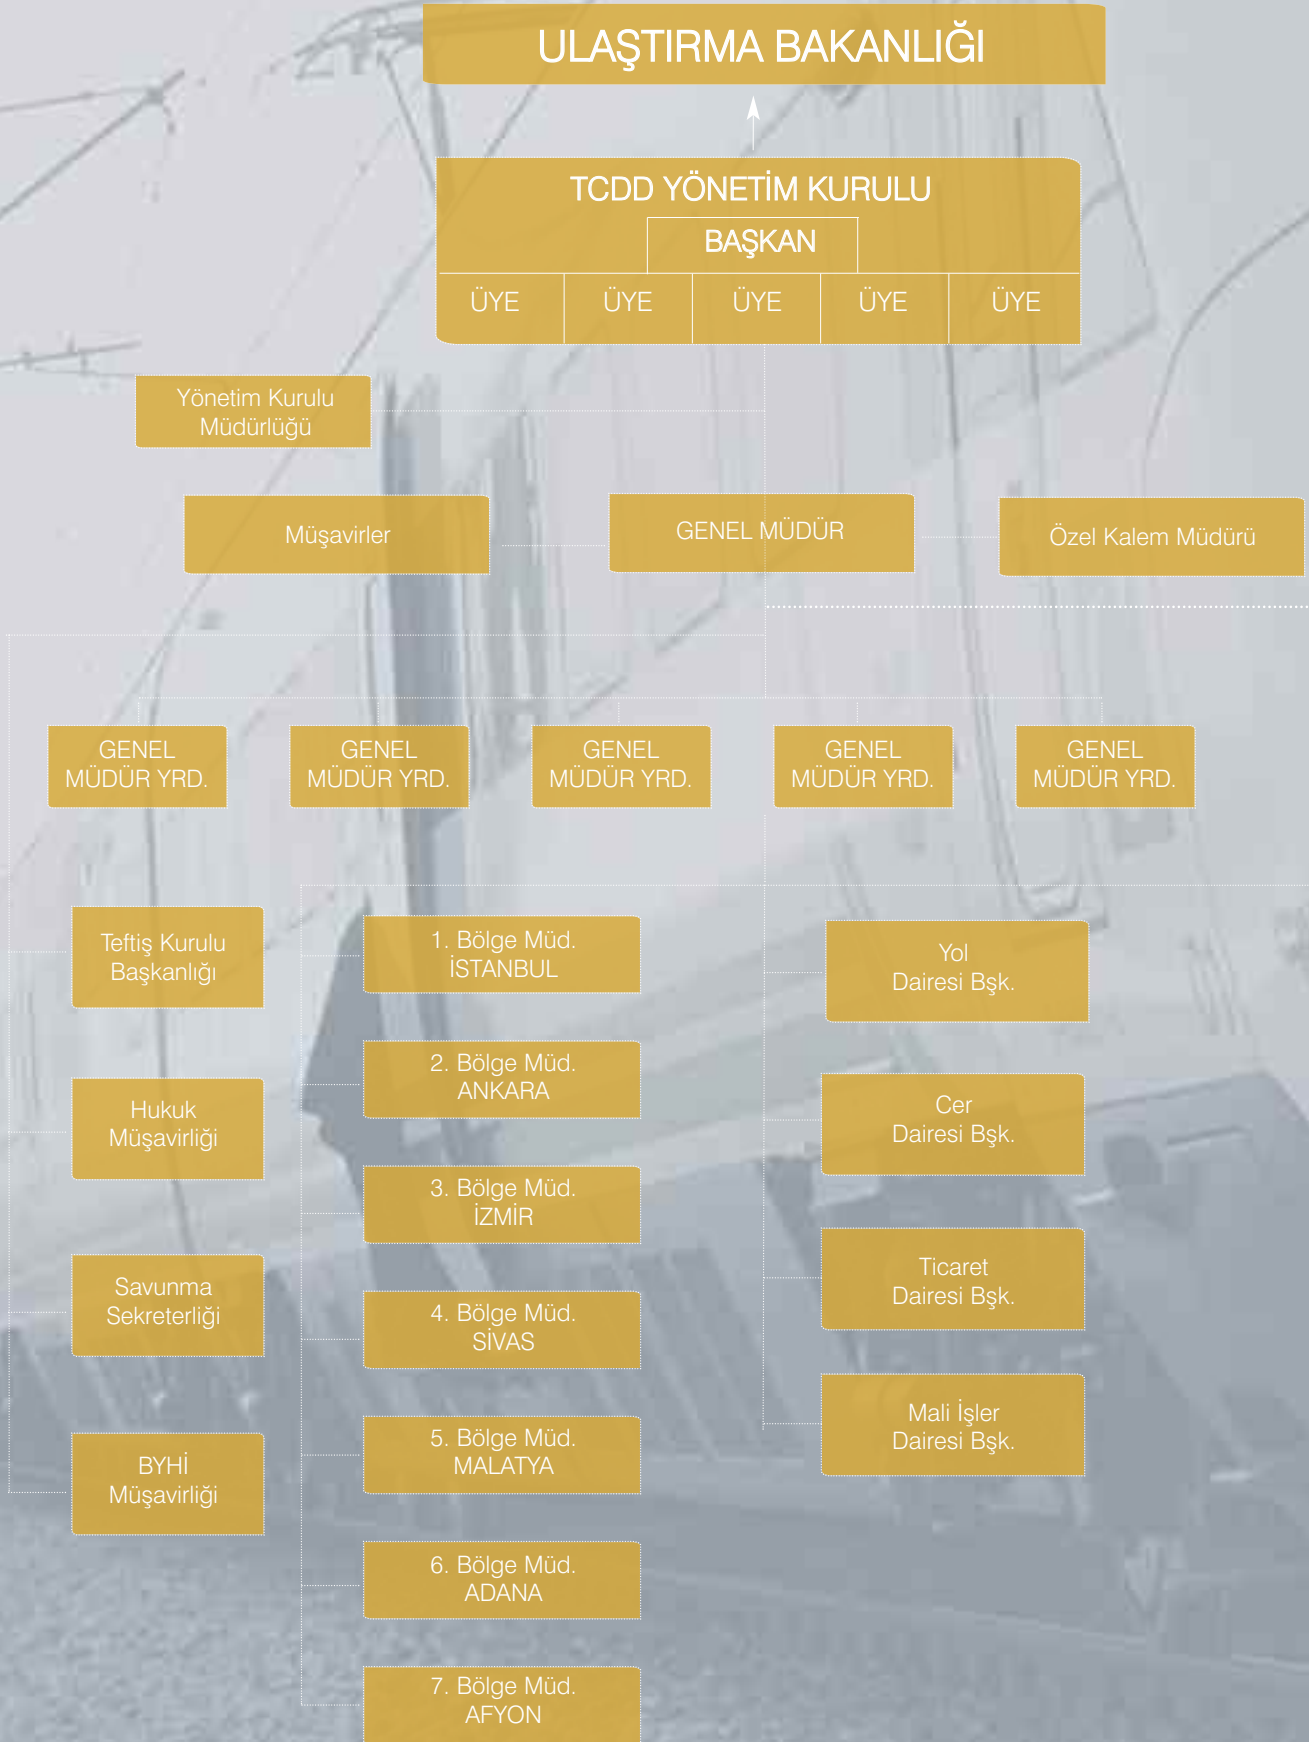 ULAŞTIRMA BAKANLIĞI
TCDD YÖNETİM KURULU
BAŞKAN
ÜYE
ÜYE
ÜYE
ÜYE
ÜYE
Yönetim Kurulu
Müdürlüğü
Müşavirler
GENEL MÜDÜR
Özel Kalem Müdürü
GENEL
MÜDÜR YRD.
GENEL
MÜDÜR YRD.
GENEL
MÜDÜR YRD.
GENEL
MÜDÜR YRD.
GENEL
MÜDÜR YRD.
Teftiş Kurulu
Başkanlığı
Hukuk
Müşavirliği
Savunma
Sekreterliği
BYHİ
Müşavirliği
1. Bölge Müd.
İSTANBUL
2. Bölge Müd.
ANKARA
3. Bölge Müd.
İZMİR
4. Bölge Müd.
SİVAS
5. Bölge Müd.
MALATYA
6. Bölge Müd.
ADANA
7. Bölge Müd.
AFYON
Yol
Dairesi Bşk.
Cer
Dairesi Bşk.
Ticaret
Dairesi Bşk.
Mali İşler
Dairesi Bşk.